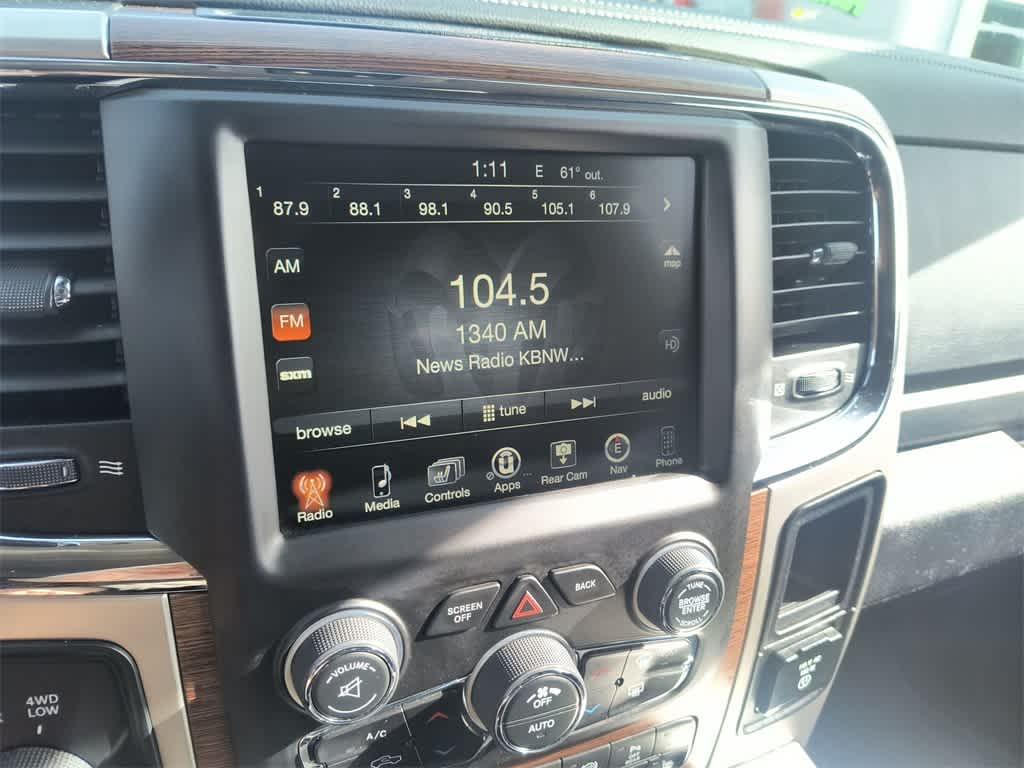 1:11 E 61° out.
1 87.9 2 88.1 3 98.1 4 90.5 5 105.1 6 107.9
map
AM
104.5
FM
1340 AM
HD
News Radio KBNW...
sxm
browse tune audio
Radio Media Controls Apps Rear Cam E Nav Phone
SCREEN OFF
BACK
TUNE
BROWSE
ENTER
SCROLL
VOLUME
OFF
AUTO
A/C
4WD
LOW